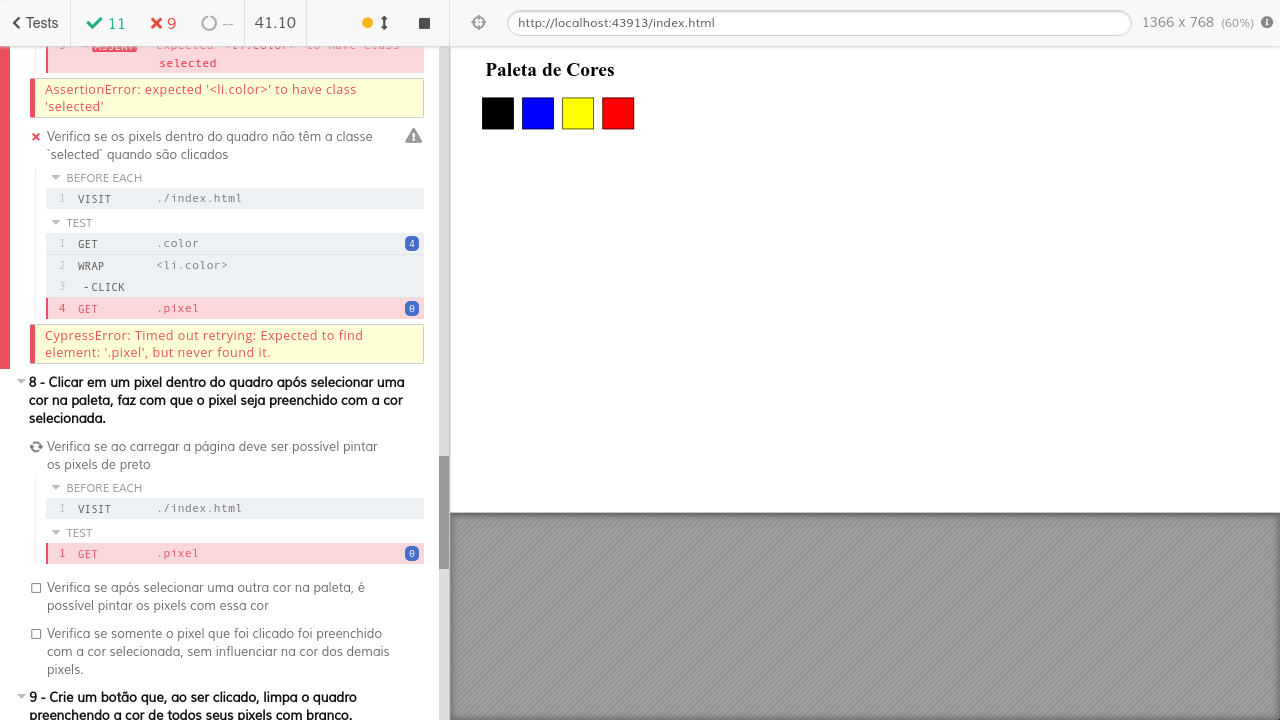 Tests 11 9 -- 41.10 http://localhost:43913/index.html 1366 x 768 (60%)
- ASSERT expected <li.color> to have class
selected
AssertionError: expected '<li.color>' to have class
'selected'
Verifica se os pixels dentro do quadro não têm a classe
`selected` quando são clicados
BEFORE EACH
1 VISIT ./index.html
TEST
1 GET .color 4
2 WRAP <li.color>
3 -CLICK
4 GET .pixel 0
CypressError: Timed out retrying: Expected to find
element: '.pixel', but never found it.
8 - Clicar em um pixel dentro do quadro após selecionar uma
cor na paleta, faz com que o pixel seja preenchido com a cor
selecionada.
Verifica se ao carregar a página deve ser possível pintar
os pixels de preto
BEFORE EACH
1 VISIT ./index.html
TEST
1 GET .pixel 0
Verifica se após selecionar uma outra cor na paleta, é
possível pintar os pixels com essa cor
Verifica se somente o pixel que foi clicado foi preenchido
com a cor selecionada, sem influenciar na cor dos demais
pixels.
9 - Crie um botão que, ao ser clicado, limpa o quadro
preenchendo a cor de todos seus pixels com branco.
Paleta de Cores